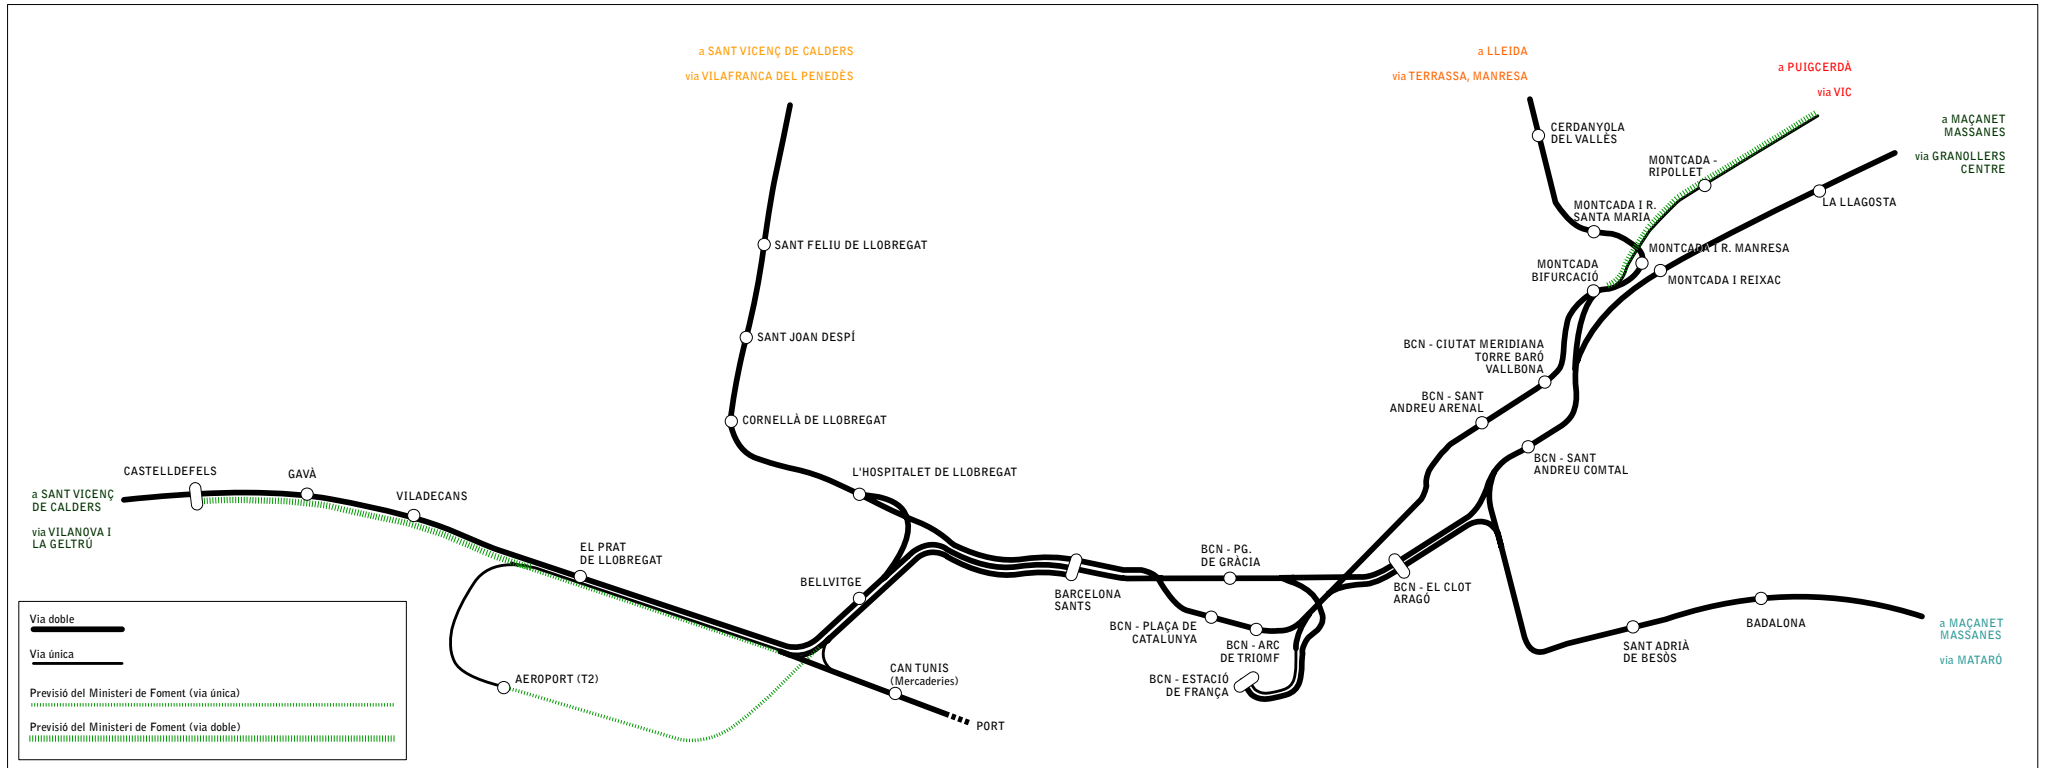 a SANT VICENÇ DE CALDERS
via VILAFRANCA DEL PENEDÈS
a LLEIDA
via TERRASSA, MANRESA
a PUIGCERDÀ
via VIC
a MAÇANET
MASSANES
via GRANOLLERS
CENTRE
CERDANYOLA
DEL VALLÈS
MONTCADA -
RIPOLLET
MONTCADA I R.
SANTA MARIA
LA LLAGOSTA
MONTCADA I R. MANRESA
MONTCADA
BIFURCACIÓ
MONTCADA I REIXAC
SANT FELIU DE LLOBREGAT
SANT JOAN DESPÍ
BCN - CIUTAT MERIDIANA
TORRE BARÓ
VALLBONA
BCN - SANT
ANDREU ARENAL
CORNELLÀ DE LLOBREGAT
BCN - SANT
ANDREU COMTAL
L'HOSPITALET DE LLOBREGAT
CASTELLDEFELS
GAVÀ
VILADECANS
a SANT VICENÇ
DE CALDERS
via VILANOVA I
LA GELTRÚ
EL PRAT
DE LLOBREGAT
BELLVITGE
BARCELONA
SANTS
BCN - PG.
DE GRÀCIA
BCN - EL CLOT
ARAGÓ
BCN - PLAÇA DE
CATALUNYA
BCN - ARC
DE TRIOMF
BCN - ESTACIÓ
DE FRANÇA
SANT ADRIÀ
DE BESÒS
BADALONA
a MAÇANET
MASSANES
via MATARÓ
AEROPORT (T2)
CAN TUNIS
(Mercaderies)
PORT
Via doble
Via única
Previsió del Ministeri de Foment (via única)
Previsió del Ministeri de Foment (via doble)